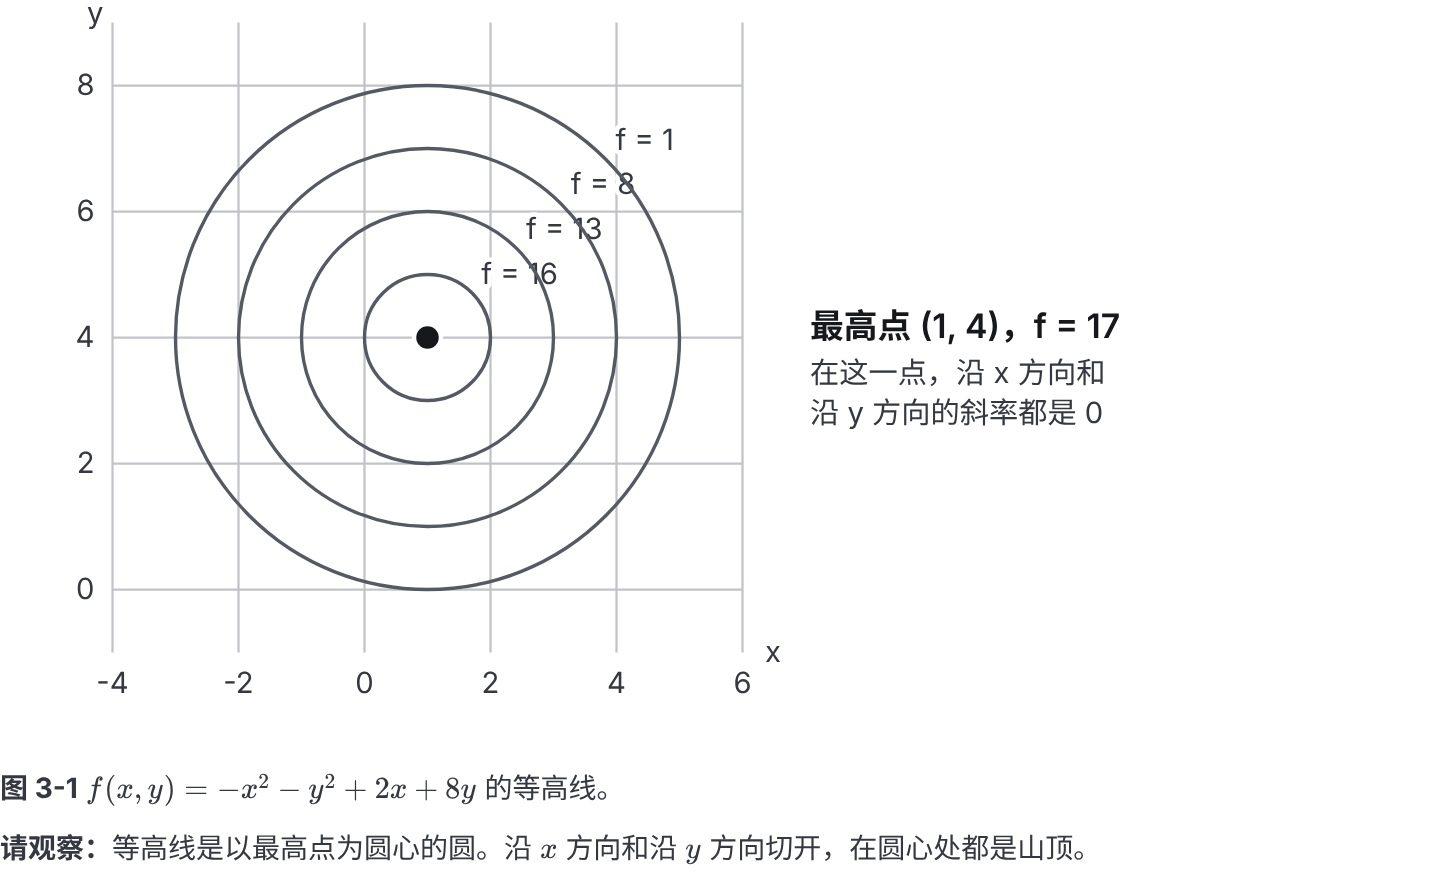 y
8
f = 1
f = 8
6
f = 13
f = 16
4
最高点 (1, 4)，f = 17
在这一点，沿 x 方向和
沿 y 方向的斜率都是 0
2
0
x
-4 -2 0 2 4 6
图 3-1 f(x, y) = −x² − y² + 2x + 8y 的等高线。
请观察：等高线是以最高点为圆心的圆。沿 x 方向和沿 y 方向切开，在圆心处都是山顶。